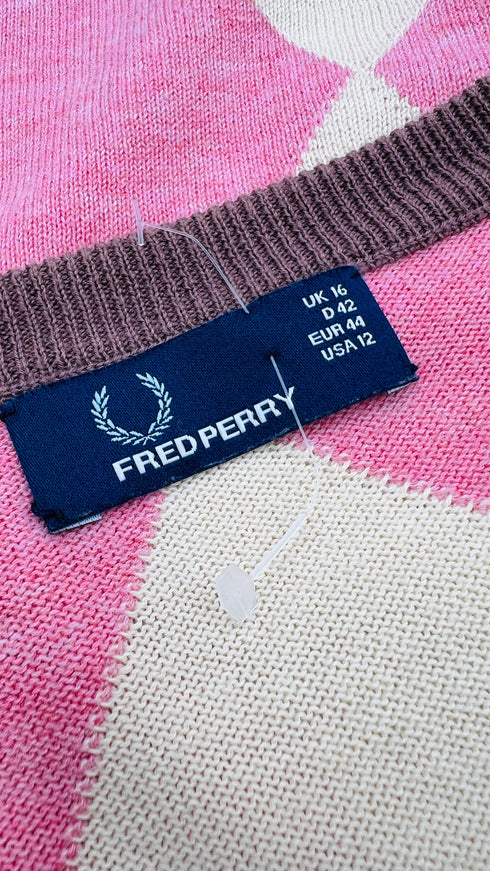 UK 16
D 42
EUR 44
USA 12
FRED PERRY